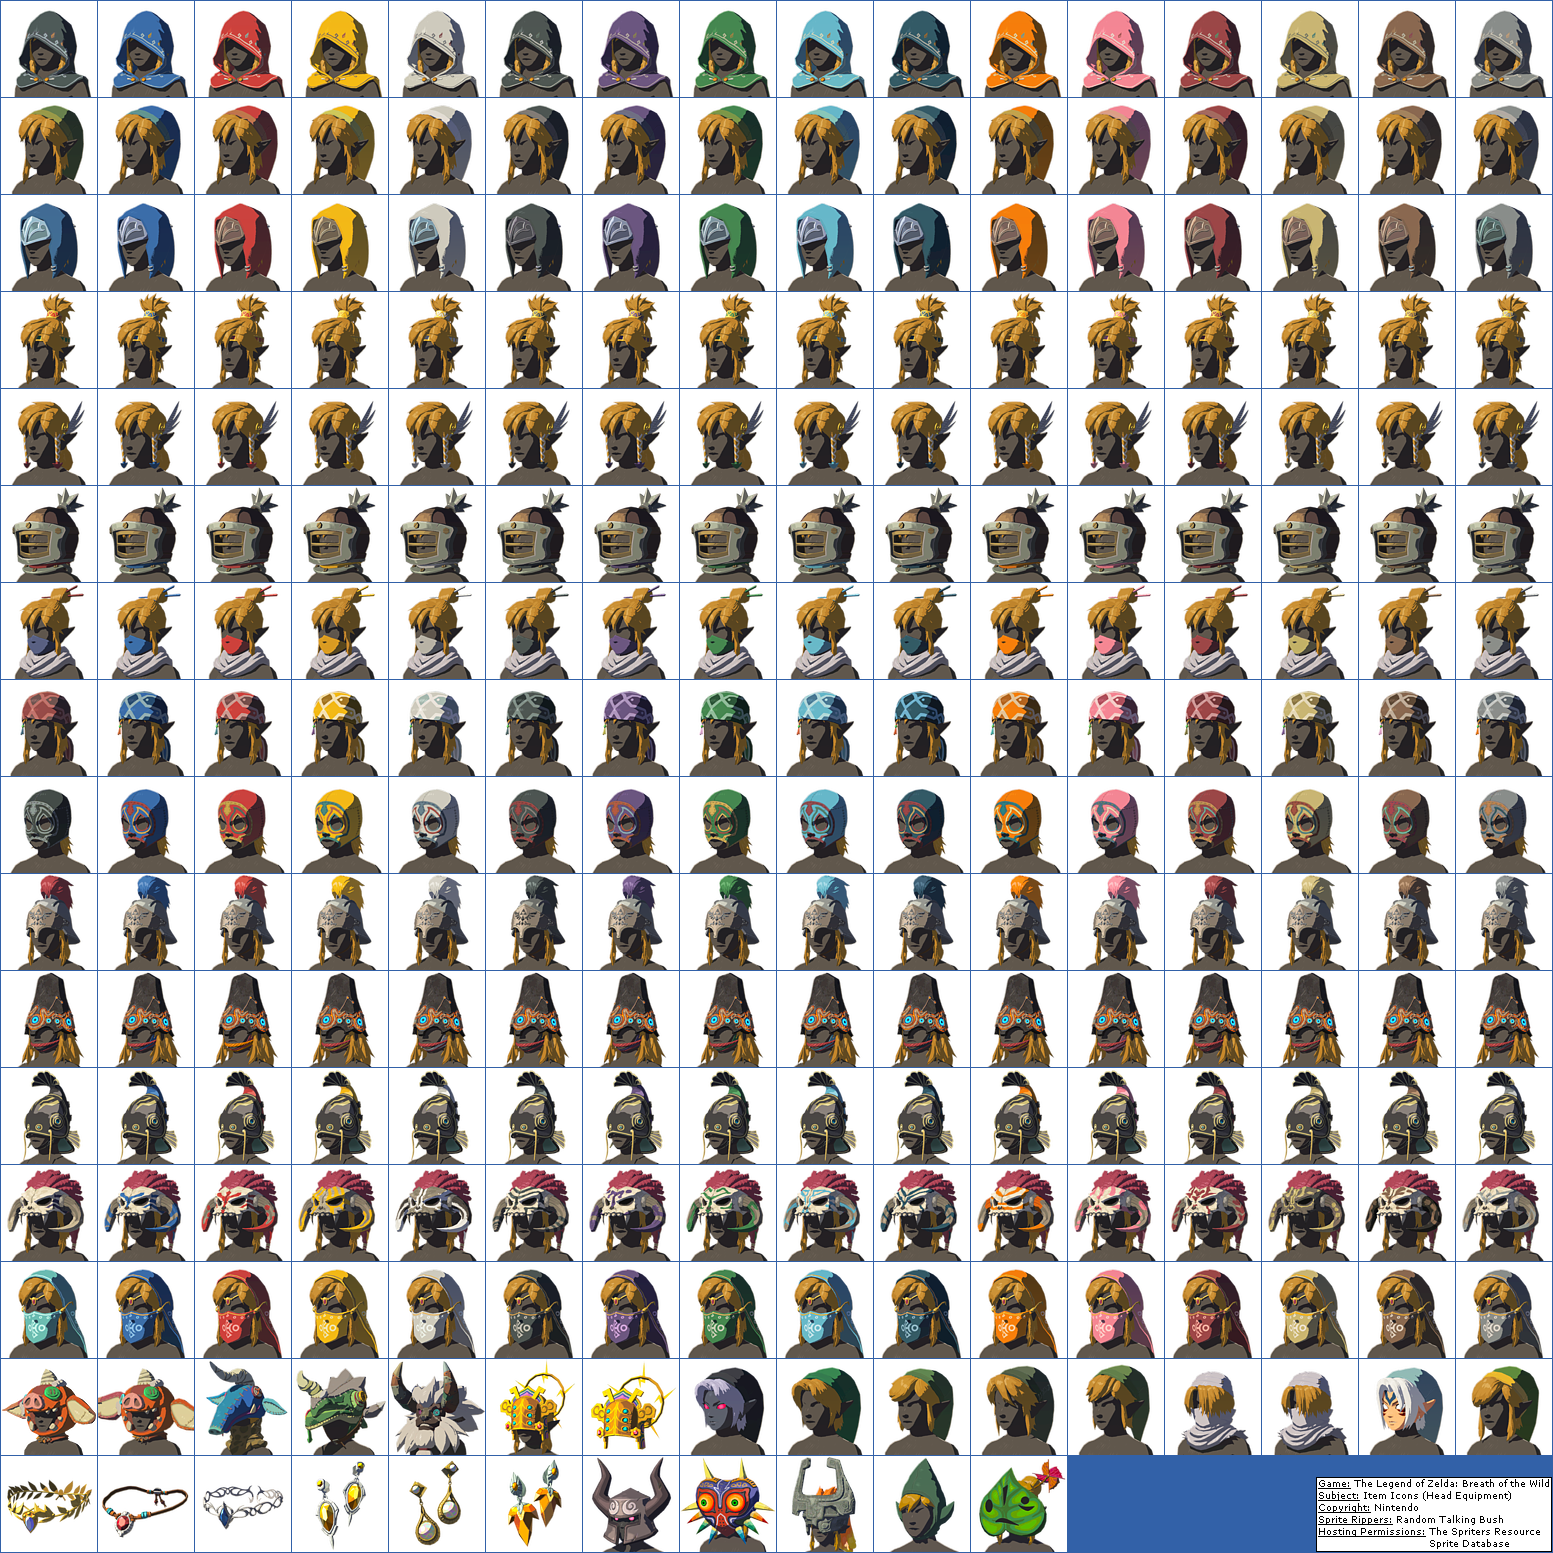 Game: The Legend of Zelda: Breath of the Wild
Subject: Item Icons (Head Equipment)
Copyright: Nintendo
Sprite Rippers: Random Talking Bush
Hosting Permissions: The Spriters Resource
Sprite Database